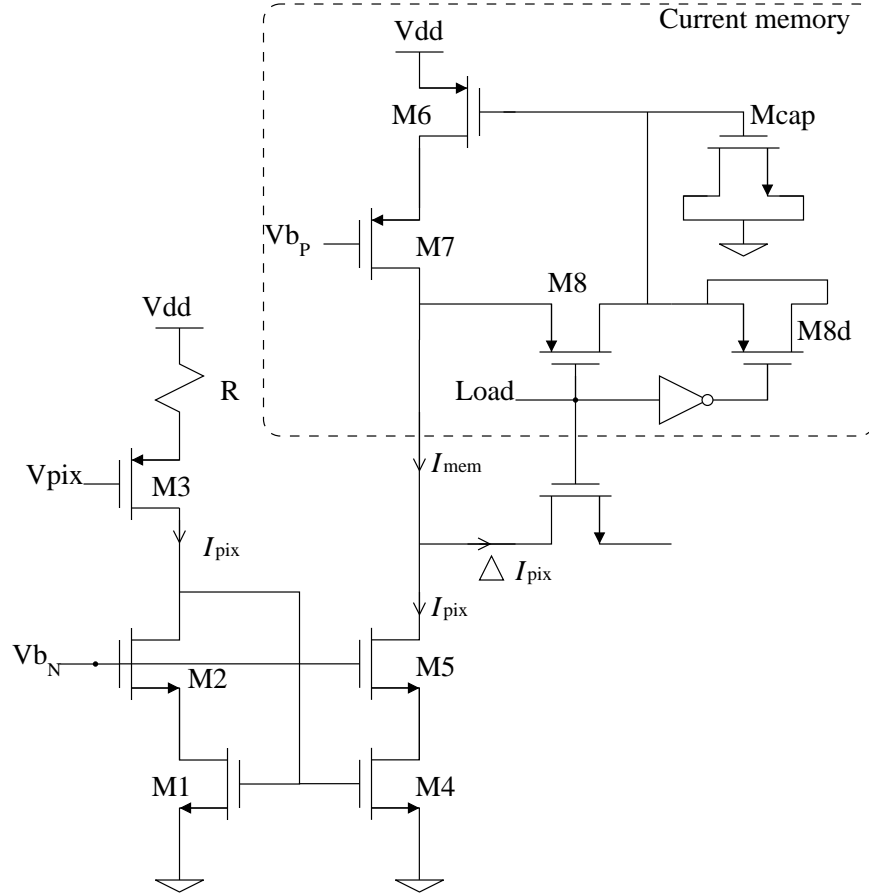 Current memory
Vdd
M6
Mcap
Vb_P
M7
M8
Vdd
M8d
R
Load
Vpix
M3
I_mem
I_pix
△ I_pix
I_pix
Vb_N
M2
M5
M1
M4